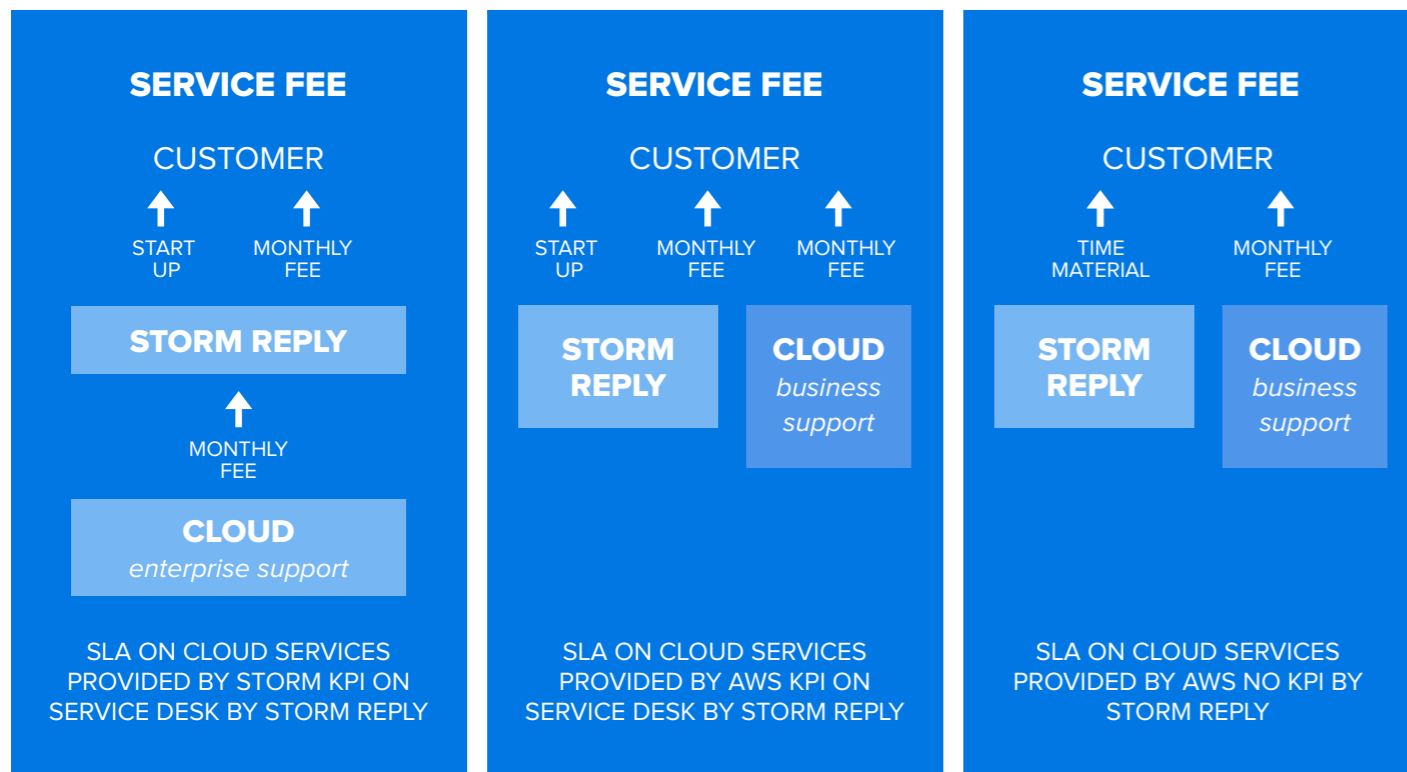 SERVICE FEE
CUSTOMER
START
UP
MONTHLY
FEE
STORM REPLY
MONTHLY
FEE
CLOUD
enterprise support
SLA ON CLOUD SERVICES
PROVIDED BY STORM KPI ON
SERVICE DESK BY STORM REPLY
SERVICE FEE
CUSTOMER
START
UP
MONTHLY
FEE
MONTHLY
FEE
STORM
REPLY
CLOUD
business
support
SLA ON CLOUD SERVICES
PROVIDED BY AWS KPI ON
SERVICE DESK BY STORM REPLY
SERVICE FEE
CUSTOMER
TIME
MATERIAL
MONTHLY
FEE
STORM
REPLY
CLOUD
business
support
SLA ON CLOUD SERVICES
PROVIDED BY AWS NO KPI BY
STORM REPLY